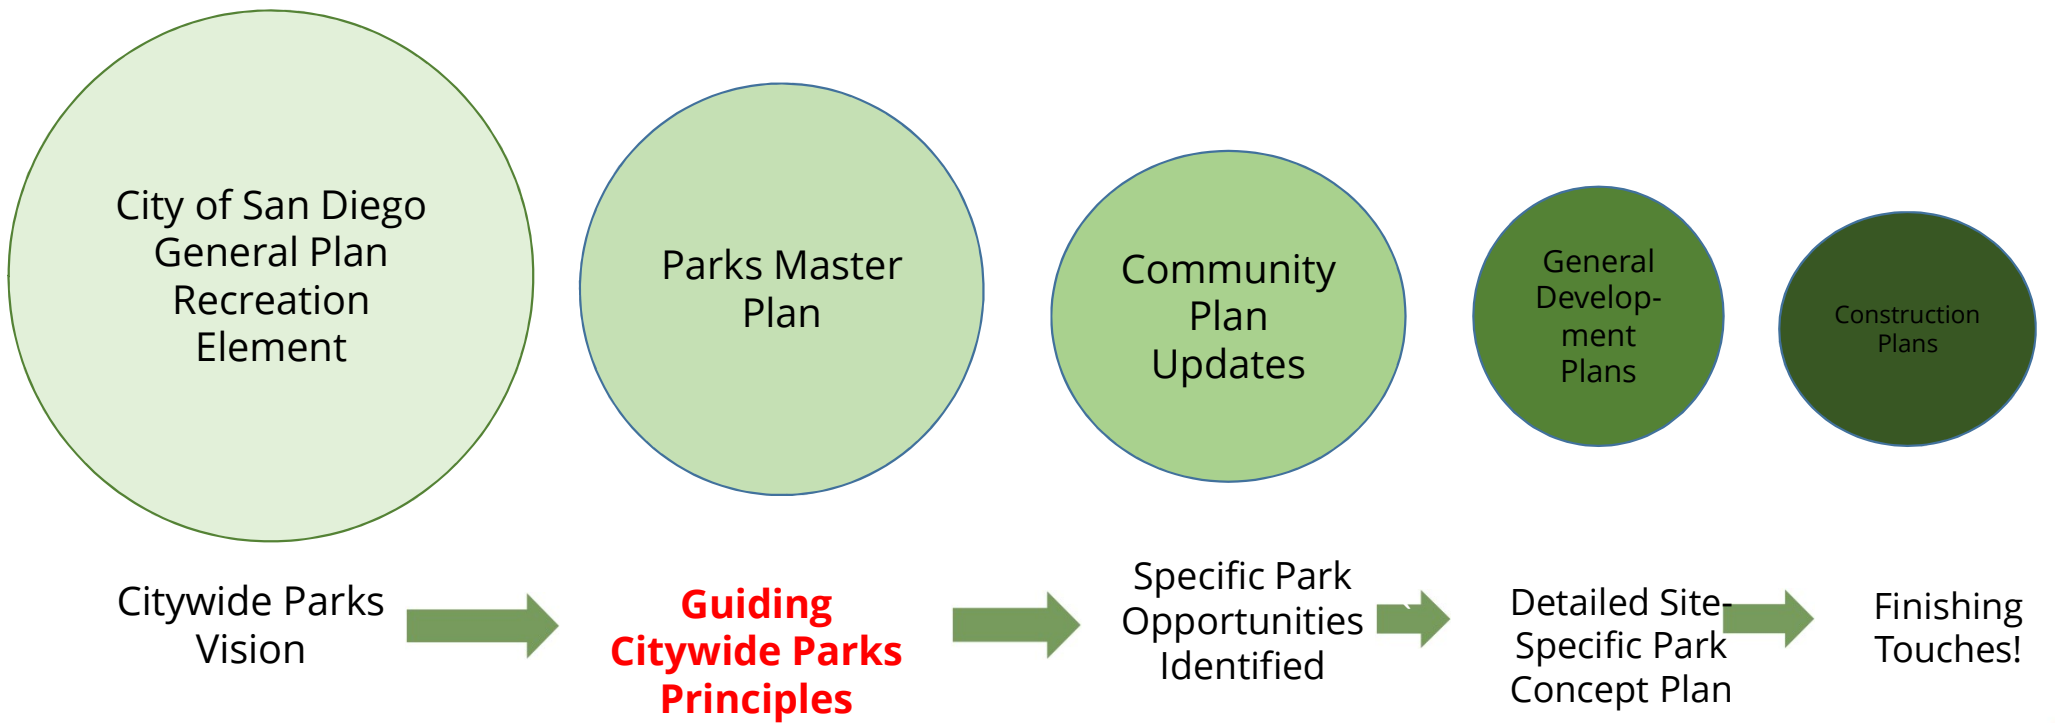 City of San Diego
General Plan
Recreation
Element
Parks Master
Plan
Community
Plan
Updates
General
Develop-
ment
Plans
Construction
Plans
Citywide Parks
Vision
Guiding
Citywide Parks
Principles
Specific Park
Opportunities
Identified
Detailed Site-
Specific Park
Concept Plan
Finishing
Touches!